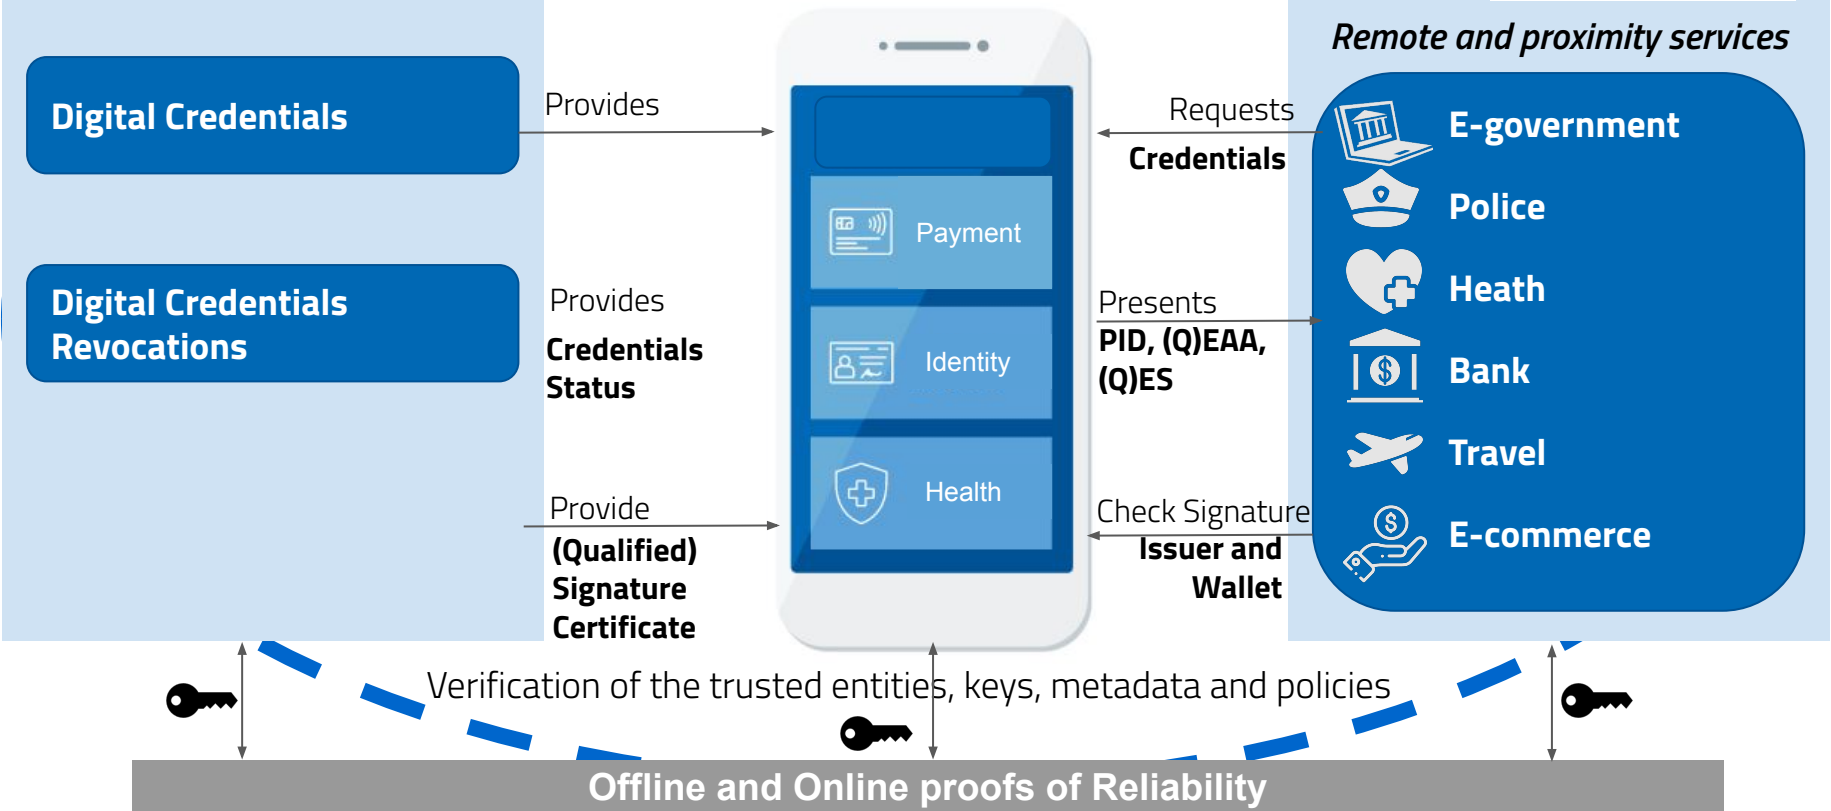 Digital Credentials
Digital Credentials
Revocations
Provides
Provides
Credentials
Status
Provide
(Qualified)
Signature
Certificate
Payment
Identity
Health
Requests
Credentials
Presents
PID, (Q)EAA,
(Q)ES
Check Signature
Issuer and
Wallet
Remote and proximity services
E-government
Police
Heath
Bank
Travel
E-commerce
Verification of the trusted entities, keys, metadata and policies
Offline and Online proofs of Reliability